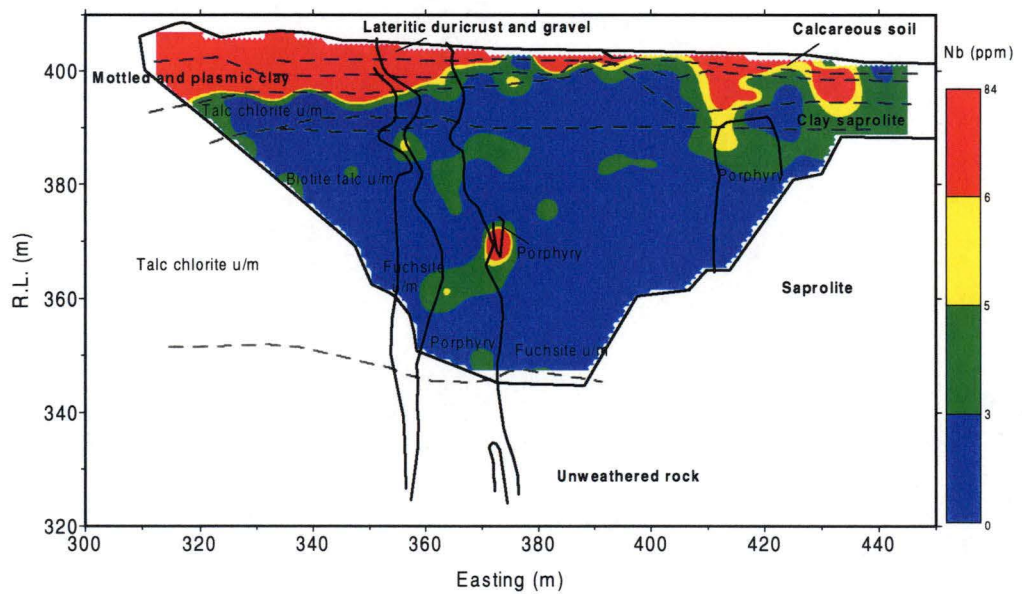 Lateritic duricrust and gravel
Calcareous soil
Nb (ppm)
400
Mottled and plasmic clay
84
Talc chlorite u/m
Clay saprolite
380
Biotite talc u/m
Porphyry
6
R.L. (m)
Talc chlorite u/m
Fuchsite
u/m
Porphyry
Saprolite
360
5
Porphyry
Fuchsite u/m
340
3
Unweathered rock
320
0
300
320
340
360
380
400
420
440
Easting (m)